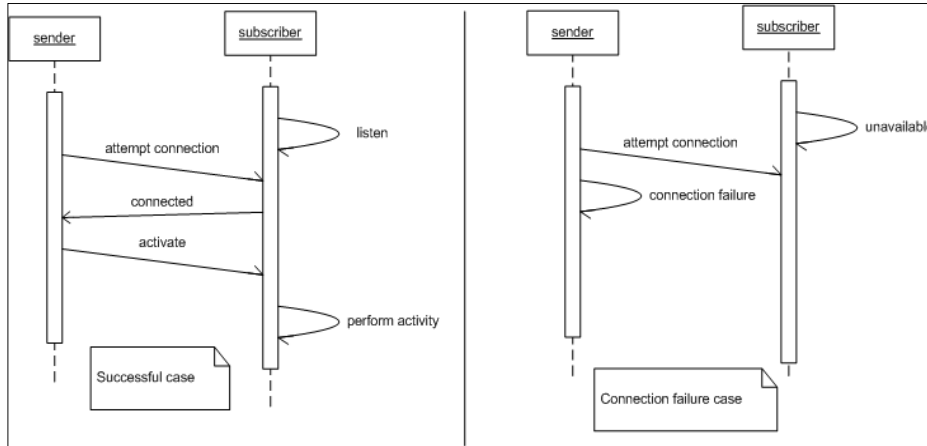 sender
subscriber
listen
attempt connection
connected
activate
perform activity
Successful case
sender
subscriber
unavailable
attempt connection
connection failure
Connection failure case